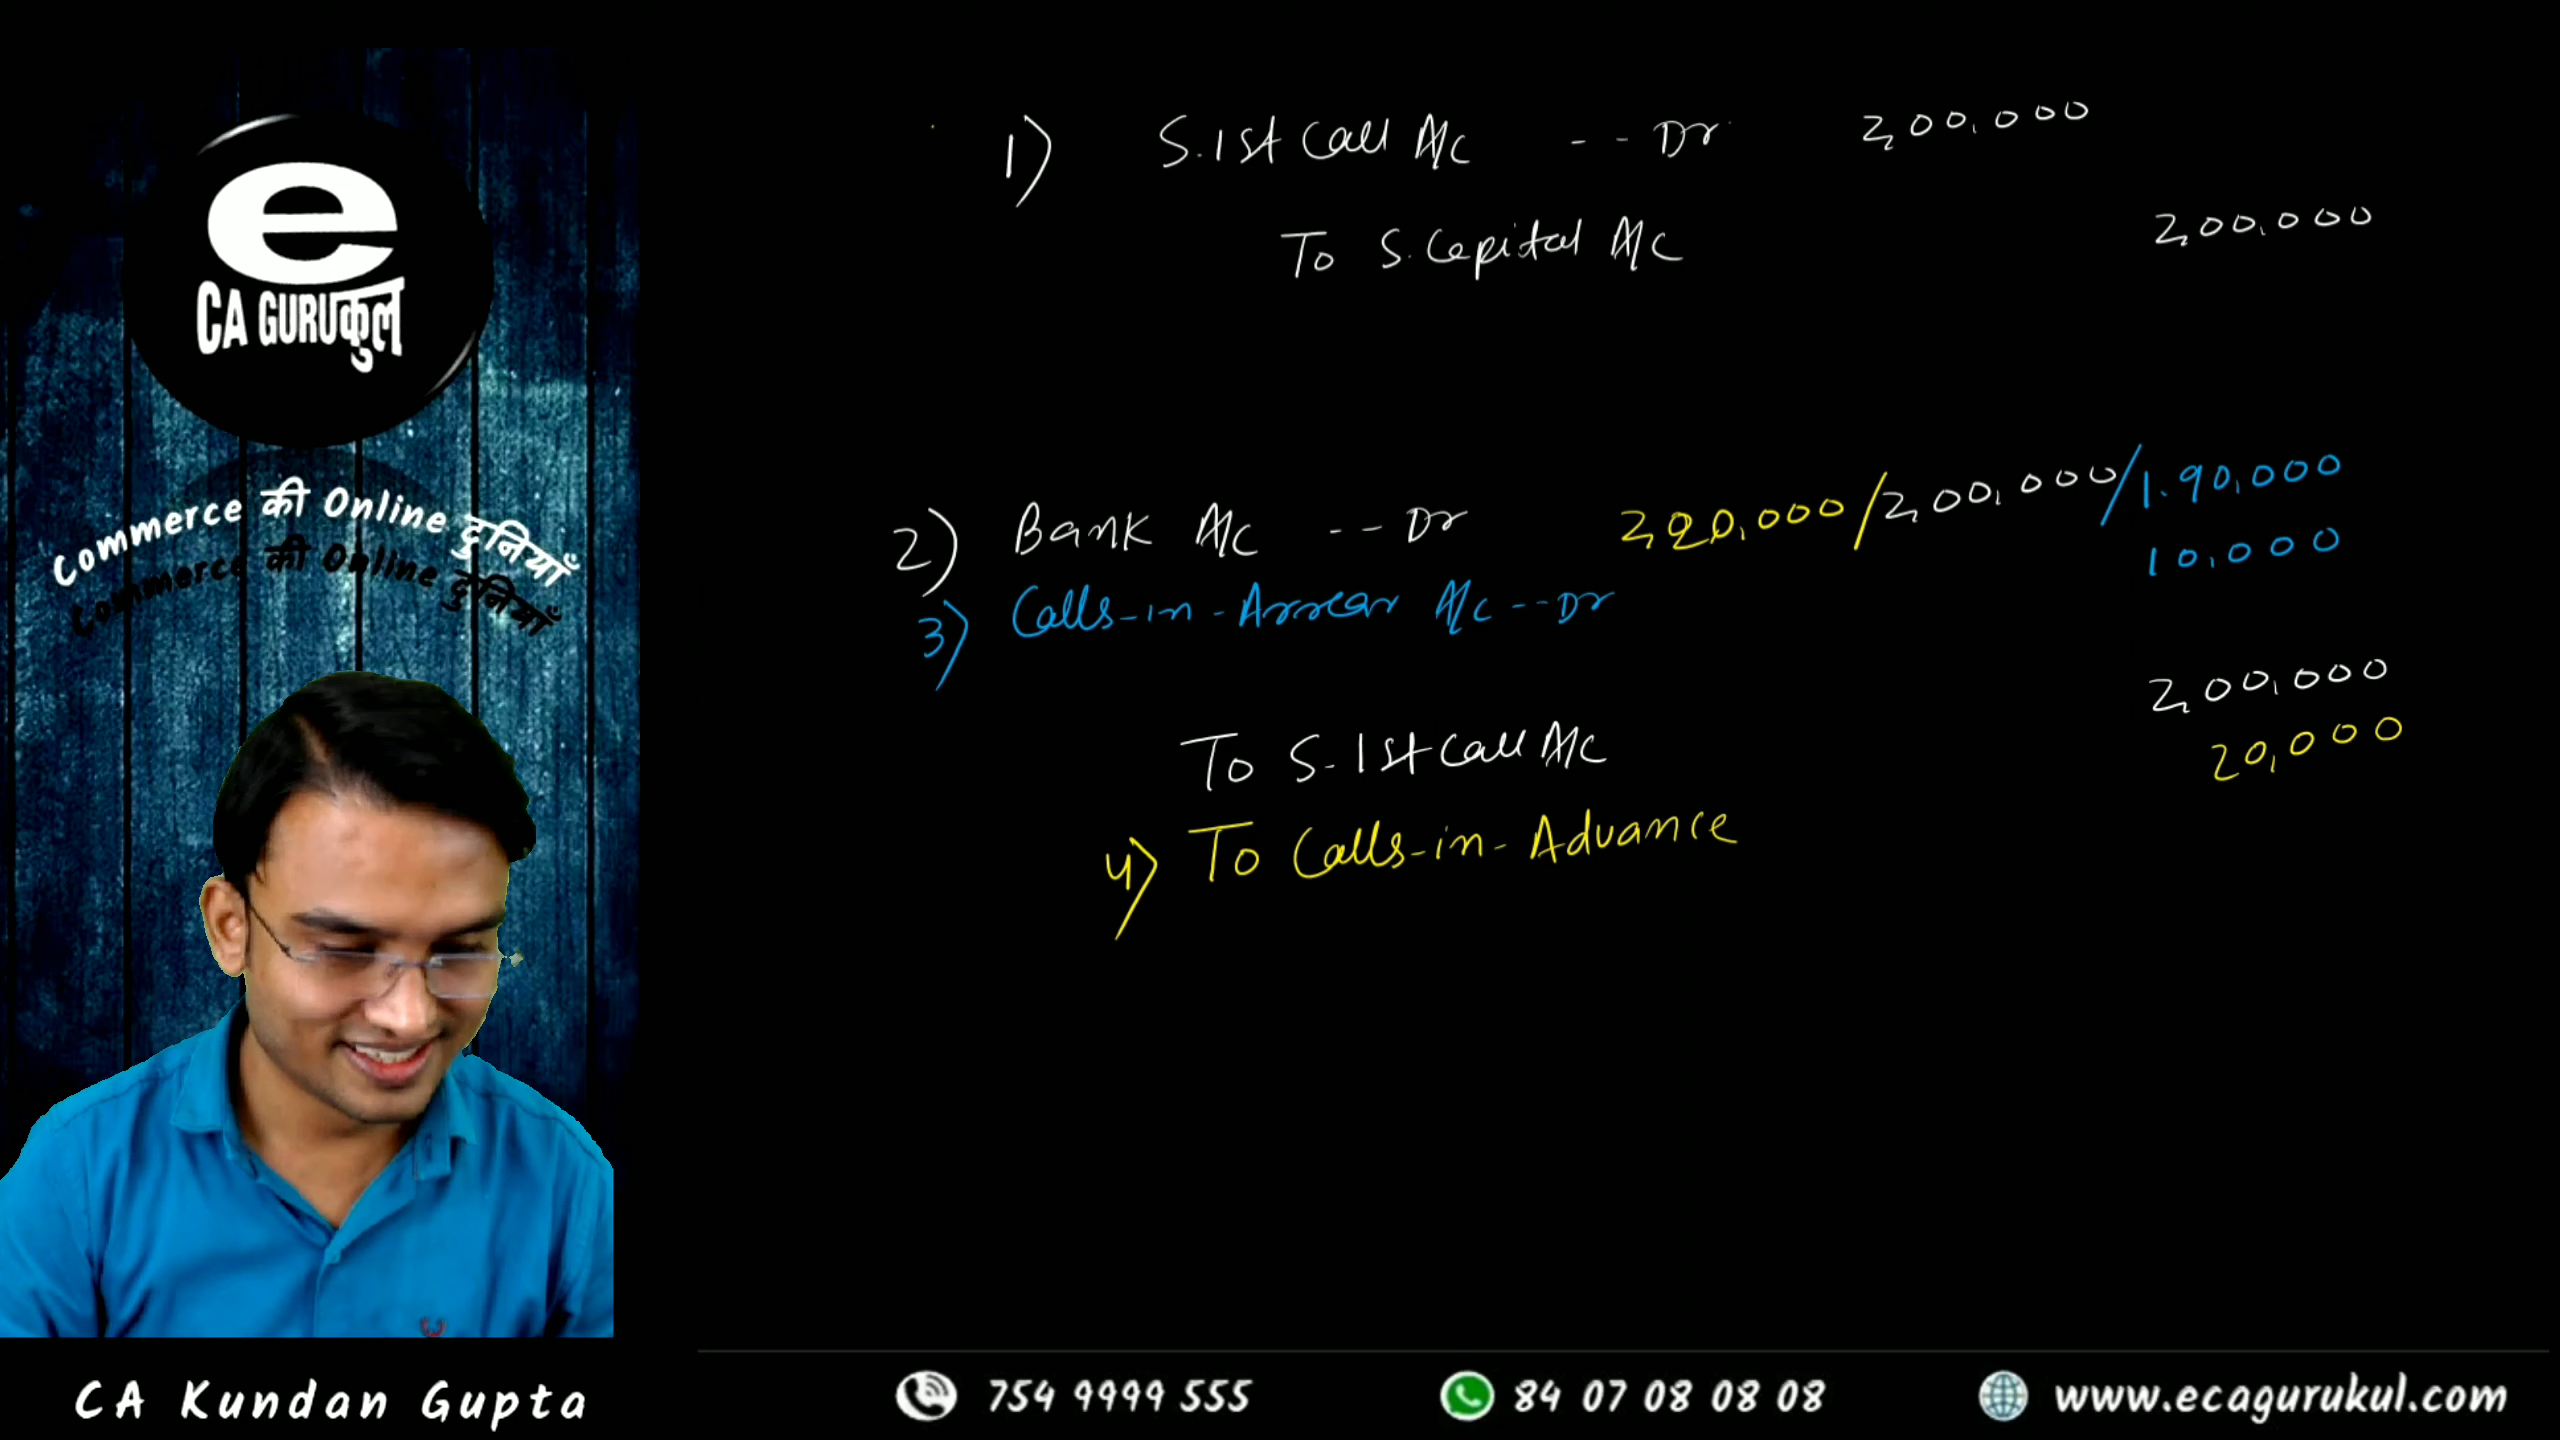 e
CA GURUकुल
Commerce की Online दुनियाँ
1) S. 1st Call A/c -- Dr 2,00,000
To S. Capital A/c 2,00,000
2) Bank A/c -- Dr 2,20,000/2,00,000/1.90,000
3) Calls-in-Arrear A/c -- Dr 10,000
To S. 1st Call A/c 2,00,000
4) To Calls-in-Advance 20,000
CA Kundan Gupta
754 9999 555
84 07 08 08 08
www.ecagurukul.com